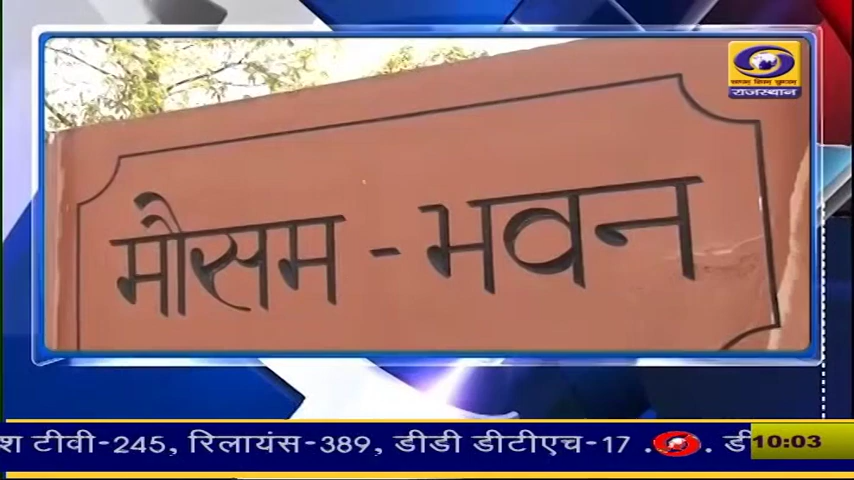 राजस्थान
मौसम - भवन
श टीवी-245, रिलायंस-389, डीडी डीटीएच-17 .
. डी
10:03